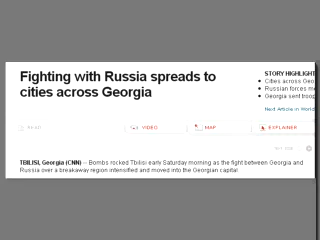 Fighting with Russia spreads to
cities across Georgia
STORY HIGHLIGHT
Cities across Geo
Russian forces m
Georgia sent troop
Next Article in World
READ
VIDEO
MAP
EXPLAINER
TBILISI, Georgia (CNN) -- Bombs rocked Tbilisi early Saturday morning as the fight between Georgia and
Russia over a breakaway region intensified and moved into the Georgian capital.